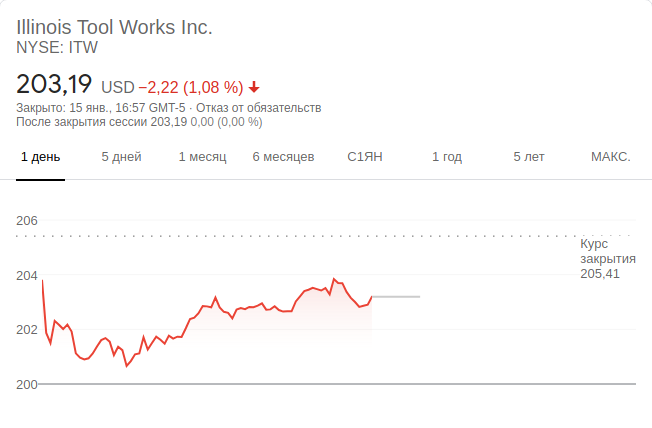 Illinois Tool Works Inc.
NYSE: ITW
203,19 USD −2,22 (1,08 %)
Закрыто: 15 янв., 16:57 GMT-5 · Отказ от обязательств
После закрытия сессии 203,19 0,00 (0,00 %)
1 день 5 дней 1 месяц 6 месяцев С1ЯН 1 год 5 лет МАКС.
206
Курс
закрытия
205,41
204
202
200